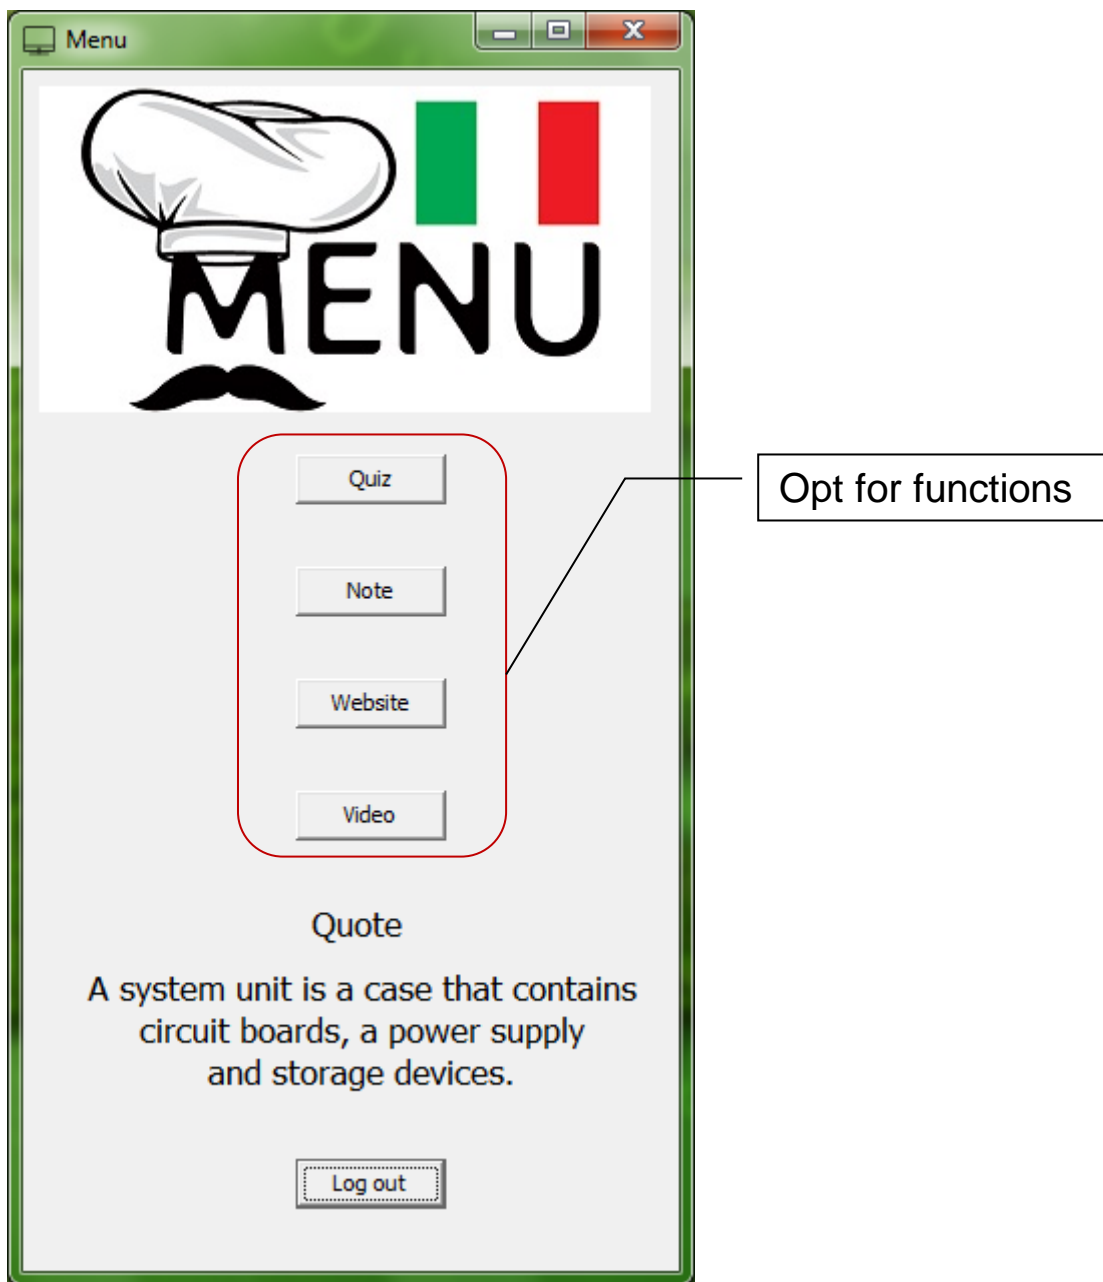 Menu
MENU
Quiz
Opt for functions
Note
Website
Video
Quote
A system unit is a case that contains
circuit boards, a power supply
and storage devices.
Log out